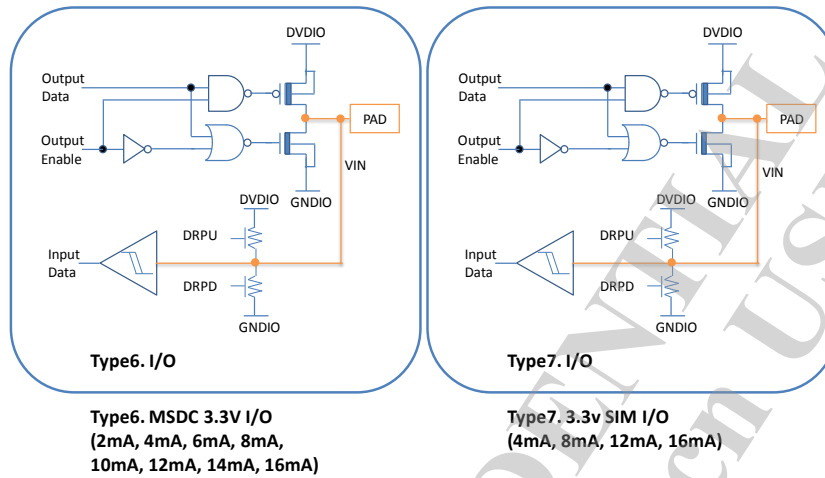 DVDIO
Output
Data
PAD
Output
Enable
VIN
GNDIO
DVDIO
DRPU
Input
Data
DRPD
GNDIO
Type6. I/O
Type6. MSDC 3.3V I/O
(2mA, 4mA, 6mA, 8mA,
10mA, 12mA, 14mA, 16mA)
DVDIO
Output
Data
PAD
Output
Enable
VIN
GNDIO
DVDIO
DRPU
Input
Data
DRPD
GNDIO
Type7. I/O
Type7. 3.3v SIM I/O
(4mA, 8mA, 12mA, 16mA)